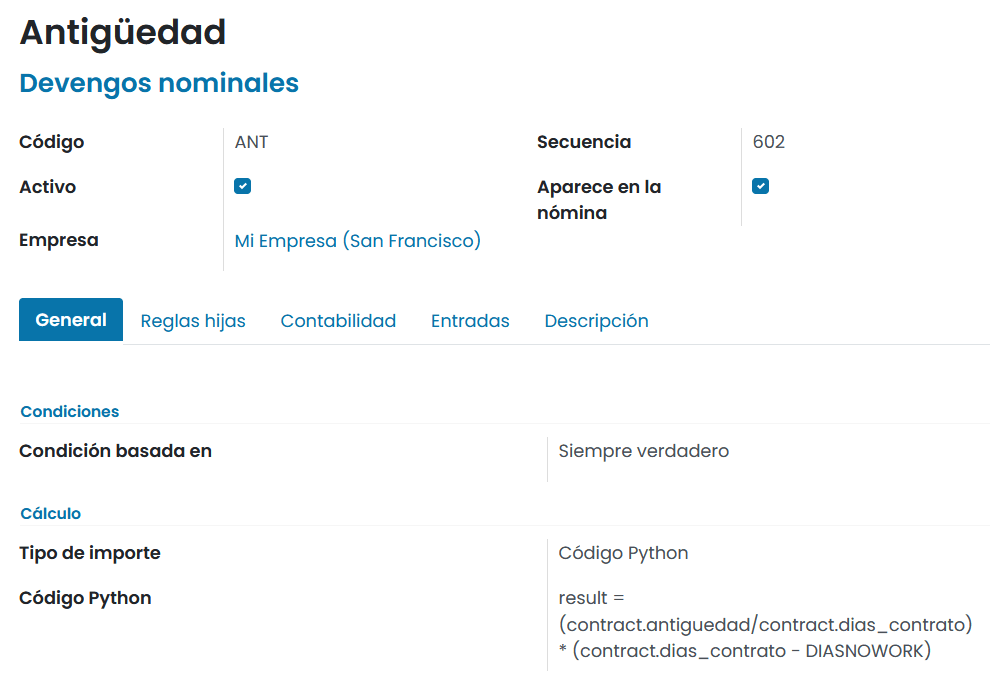 Antigüedad
Devengos nominales
Código
ANT
Secuencia
602
Activo
Aparece en la
nómina
Empresa
Mi Empresa (San Francisco)
General
Reglas hijas
Contabilidad
Entradas
Descripción
Condiciones
Condición basada en
Siempre verdadero
Cálculo
Tipo de importe
Código Python
Código Python
result =
(contract.antiguedad/contract.dias_contrato)
* (contract.dias_contrato - DIASNOWORK)